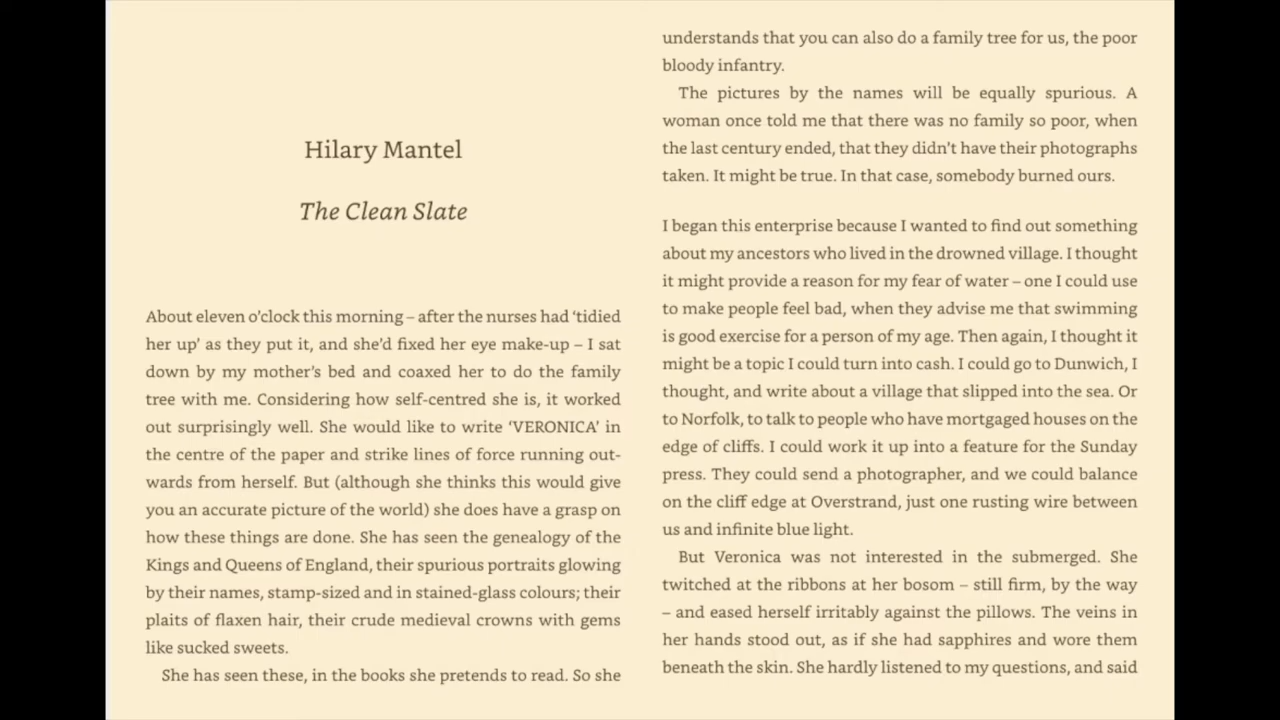 Hilary Mantel
The Clean Slate
About eleven o’clock this morning – after the nurses had ‘tidied
her up’ as they put it, and she’d fixed her eye make-up – I sat
down by my mother’s bed and coaxed her to do the family
tree with me. Considering how self-centred she is, it worked
out surprisingly well. She would like to write ‘VERONICA’ in
the centre of the paper and strike lines of force running out-
wards from herself. But (although she thinks this would give
you an accurate picture of the world) she does have a grasp on
how these things are done. She has seen the genealogy of the
Kings and Queens of England, their spurious portraits glowing
by their names, stamp-sized and in stained-glass colours; their
plaits of flaxen hair, their crude medieval crowns with gems
like sucked sweets.
She has seen these, in the books she pretends to read. So she
understands that you can also do a family tree for us, the poor
bloody infantry.
The pictures by the names will be equally spurious. A
woman once told me that there was no family so poor, when
the last century ended, that they didn’t have their photographs
taken. It might be true. In that case, somebody burned ours.
I began this enterprise because I wanted to find out something
about my ancestors who lived in the drowned village. I thought
it might provide a reason for my fear of water – one I could use
to make people feel bad, when they advise me that swimming
is good exercise for a person of my age. Then again, I thought it
might be a topic I could turn into cash. I could go to Dunwich, I
thought, and write about a village that slipped into the sea. Or
to Norfolk, to talk to people who have mortgaged houses on the
edge of cliffs. I could work it up into a feature for the Sunday
press. They could send a photographer, and we could balance
on the cliff edge at Overstrand, just one rusting wire between
us and infinite blue light.
But Veronica was not interested in the submerged. She
twitched at the ribbons at her bosom – still firm, by the way
– and eased herself irritably against the pillows. The veins in
her hands stood out, as if she had sapphires and wore them
beneath the skin. She hardly listened to my questions, and said